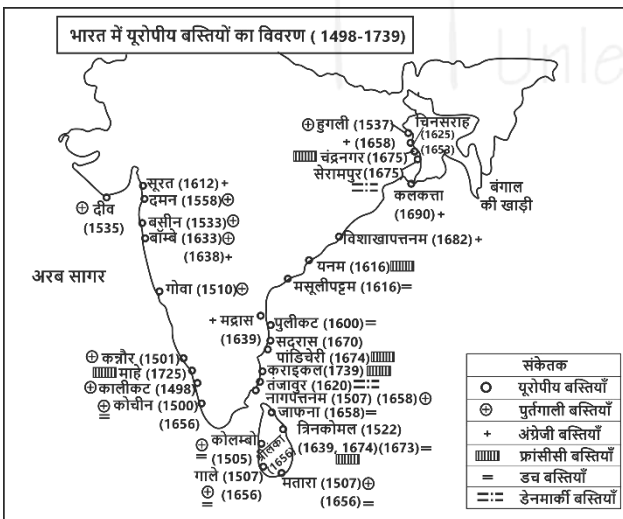 भारत में यूरोपीय बस्तियों का विवरण ( 1498-1739)
Unle
हुगली (1537)
+ (1658)
चिनसराह
(1625)
(1653)
चंद्रनगर (1675)
सेरामपुर (1675)
कलकत्ता
(1690) +
बंगाल
की खाड़ी
सूरत (1612) +
दमन (1558)
दीव
(1535)
बसीन (1533)
बॉम्बे (1633)
(1638) +
विशाखापत्तनम (1682) +
यनम (1616)
मसूलीपट्टम (1616) =
अरब सागर
गोवा (1510)
+ मद्रास
(1639)
पुलीकट (1600) =
सद्रास (1670)
पांडिचेरी (1674)
कराइकल (1739)
तंजावुर (1620)
नागपत्तनम (1507) (1658)
कन्नौर (1501)
माहे (1725)
कालीकट (1498)
कोचीन (1500)
(1656)
जाफना (1658) =
त्रिनकोमल (1522)
(1639, 1674) (1673) =
कोलम्बो
(1505)
श्रीलंका
(1656)
गाले (1507)
(1656)
मतारा (1507)
(1656) =
संकेतक
यूरोपीय बस्तियाँ
पुर्तगाली बस्तियाँ
+ अंग्रेजी बस्तियाँ
फ्रांसीसी बस्तियाँ
= डच बस्तियाँ
डेनमार्की बस्तियाँ